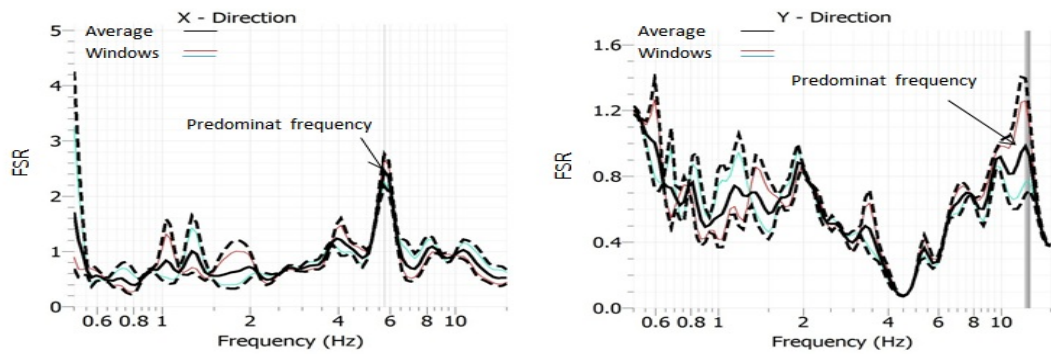 X - Direction
Average
Windows
Predominat frequency
FSR
5
4
3
2
1
0
0.6 0.8 1 2 4 6 8 10
Frequency (Hz)
Y - Direction
Average
Windows
Predominat frequency
FSR
1.6
1.2
0.8
0.4
0.0
0.6 0.8 1 2 4 6 8 10
Frequency (Hz)